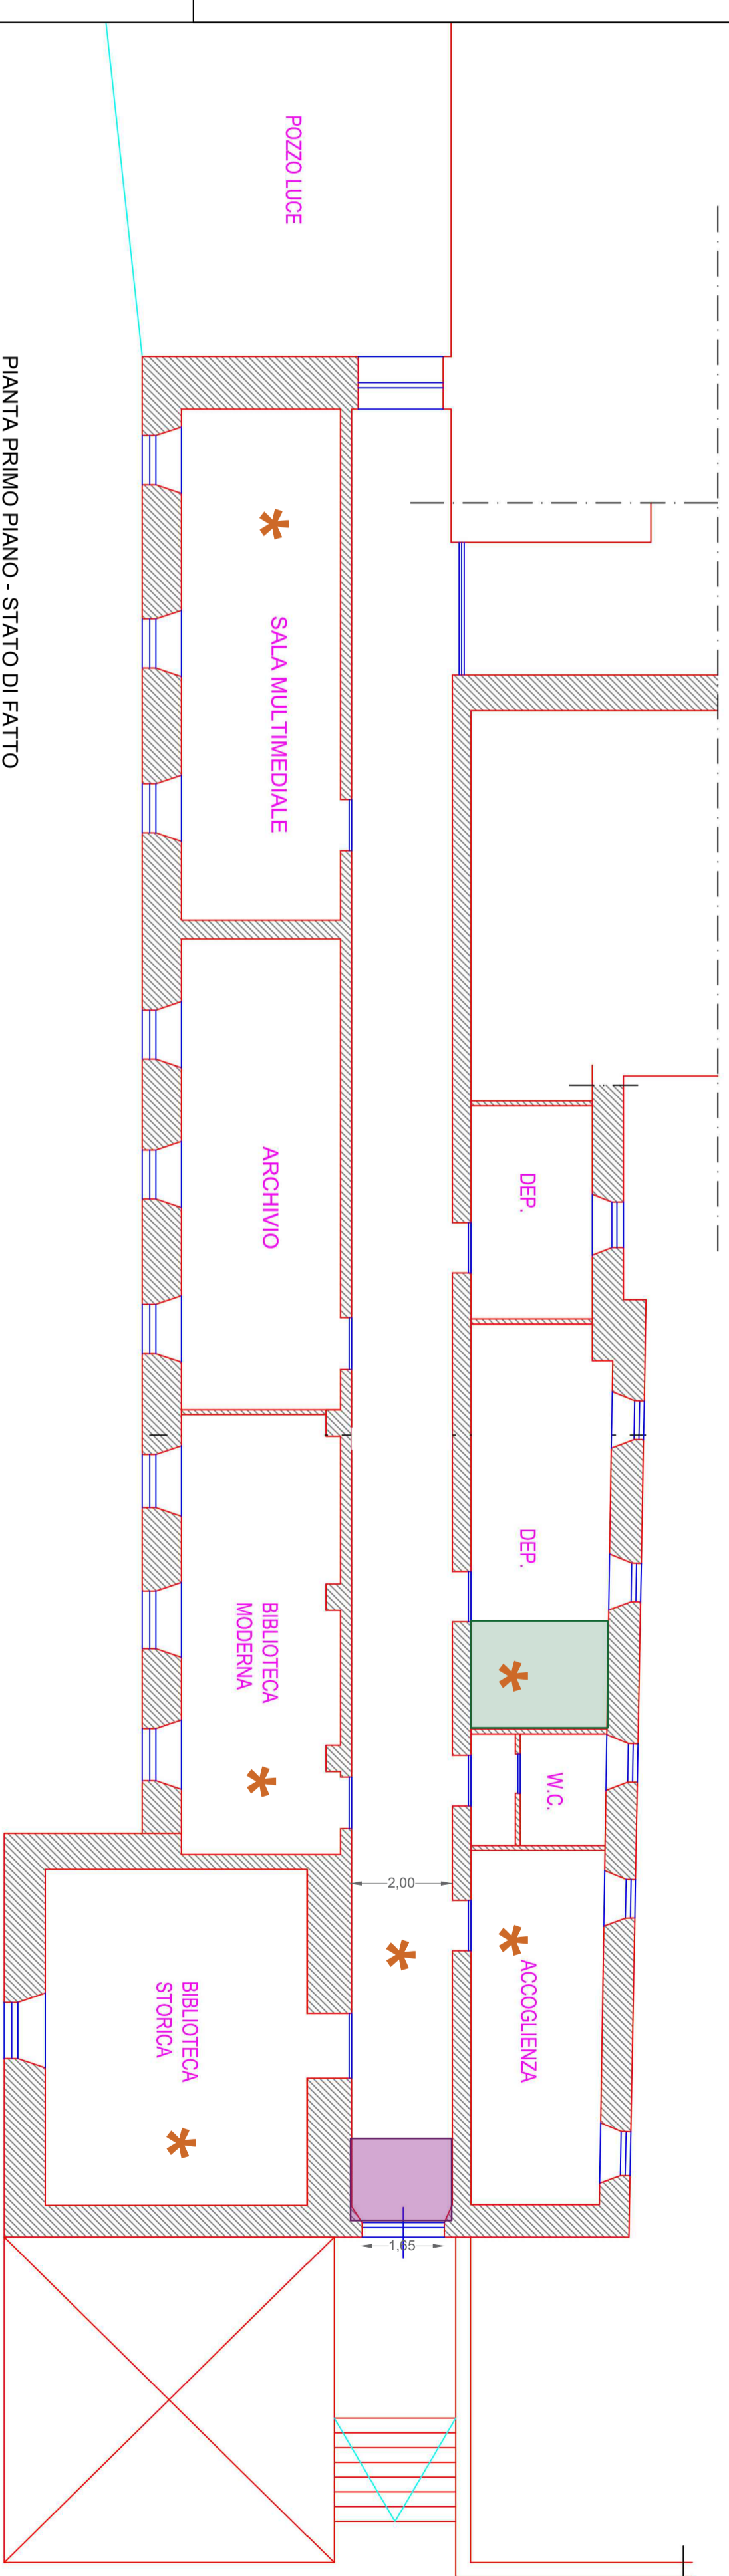 POZZO LUCE
PIANTA PRIMO PIANO - STATO DI FATTO
*
SALA MULTIMEDIALE
ARCHIVIO
DEP.
DEP.
*
BIBLIOTECA
MODERNA
*
W.C.
2,00
*
*
ACCOGLIENZA
BIBLIOTECA
STORICA
*
1,65